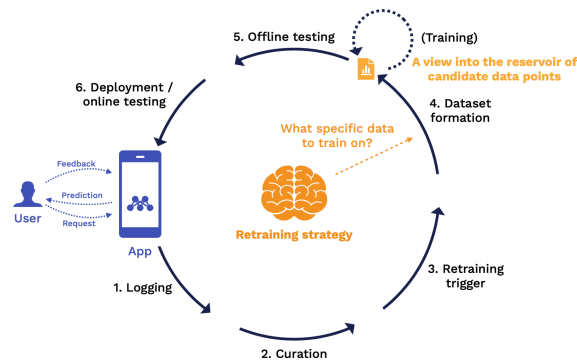 5. Offline testing
(Training)
A view into the reservoir of
candidate data points
6. Deployment /
online testing
4. Dataset
formation
What specific data
to train on?
Feedback
Prediction
Request
User
App
Retraining strategy
1. Logging
3. Retraining
trigger
2. Curation